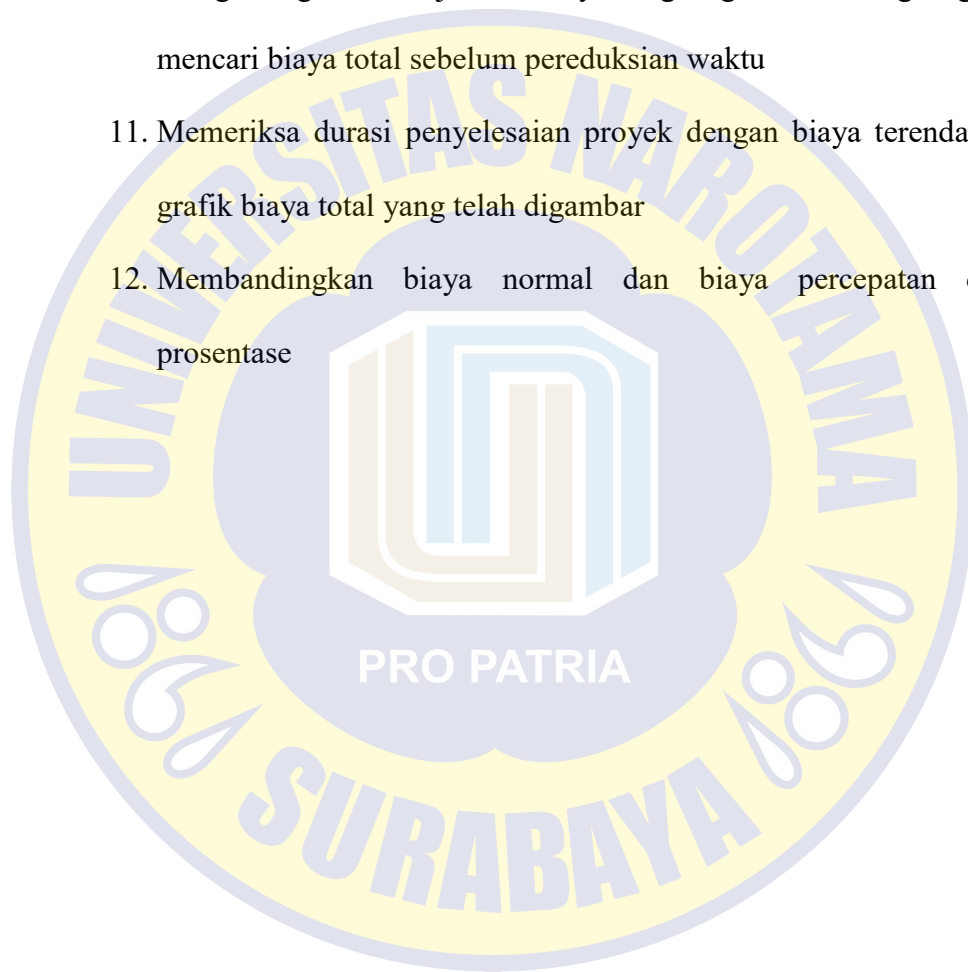 mencari biaya total sebelum pereduksian waktu
11. Memeriksa durasi penyelesaian proyek dengan biaya
grafik biaya total yang telah digambar
12. Membandingkan biaya normal dan biaya percepatan
prosentase
UNIVERSITAS NAROTAMA
PRO PATRIA
SURABAYA